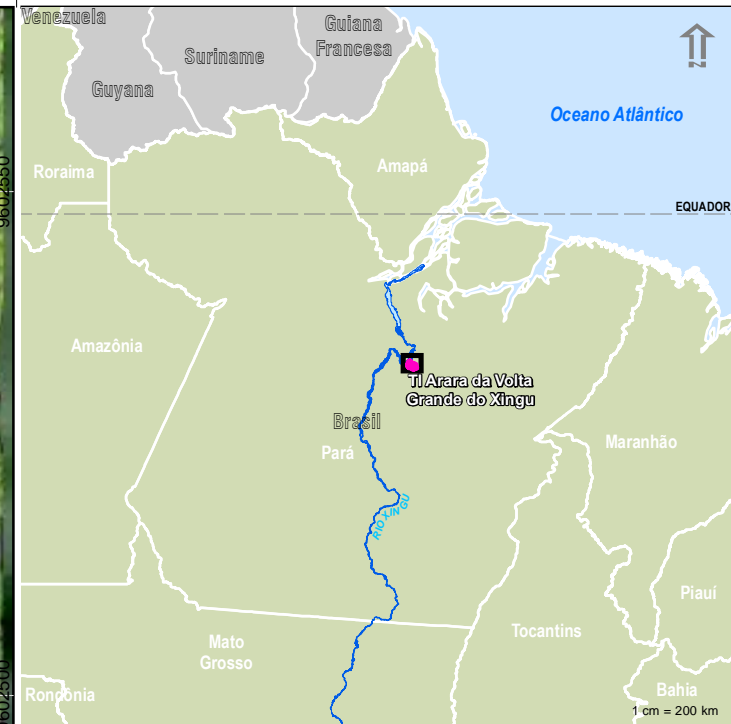 Venezuela
Guyana
Suriname
Guiana
Francesa
N
Oceano Atlântico
Roraima
Amapá
EQUADOR
9602550
Amazônia
TI Arara da Volta
Grande do Xingu
Brasil
Pará
Maranhão
RIO XINGU
Piauí
Tocantins
Mato
Grosso
Rondônia
Bahia
1 cm = 200 km